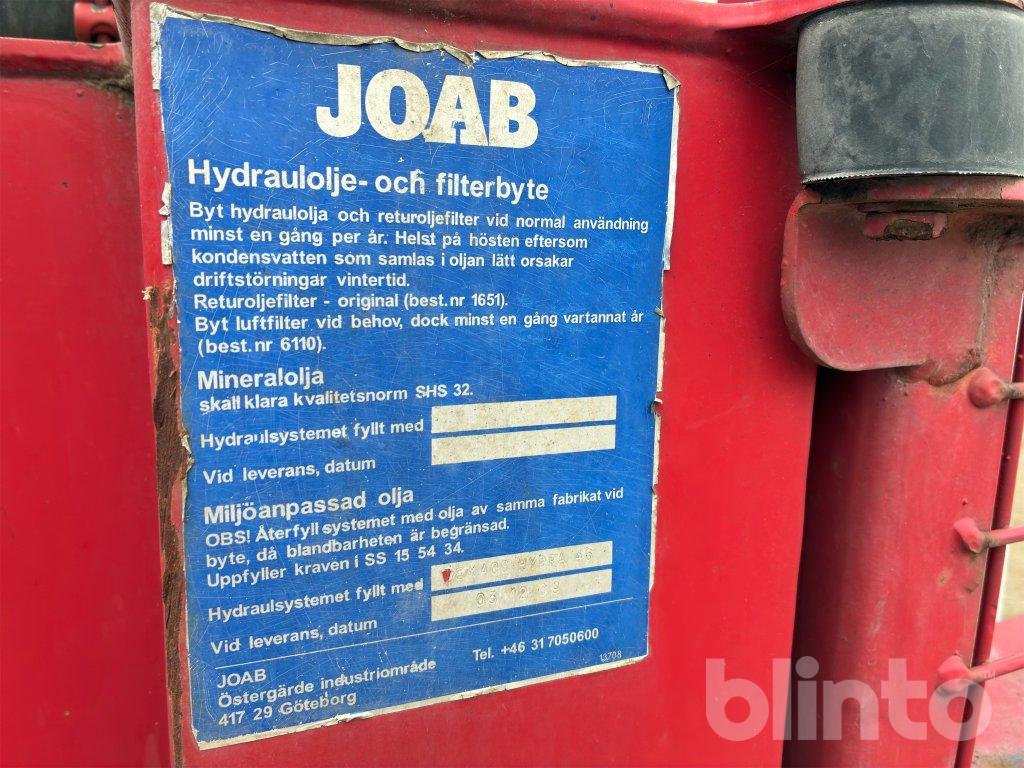 JOAB
Hydraulolje- och filterbyte
Byt hydraulolja och returoljefilter vid normal användning
minst en gång per år. Helst på hösten eftersom
kondensvatten som samlas i oljan lätt orsakar
driftstörningar vintertid.
Returoljefilter - original (best.nr 1651).
Byt luftfilter vid behov, dock minst en gång vartannat år
(best.nr 6110).
Mineralolja
skall klara kvalitetsnorm SHS 32.
Hydraulsystemet fyllt med
Vid leverans, datum
Miljöanpassad olja
OBS! Återfyll systemet med olja av samma fabrikat vid
byte, då blandbarheten är begränsad.
Uppfyller kraven i SS 15 54 34.
Hydraulsystemet fyllt med 46
Vid leverans, datum
JOAB
Östergärde industriområde
417 29 Göteborg
Tel. +46 31 7050600
13708
blinto